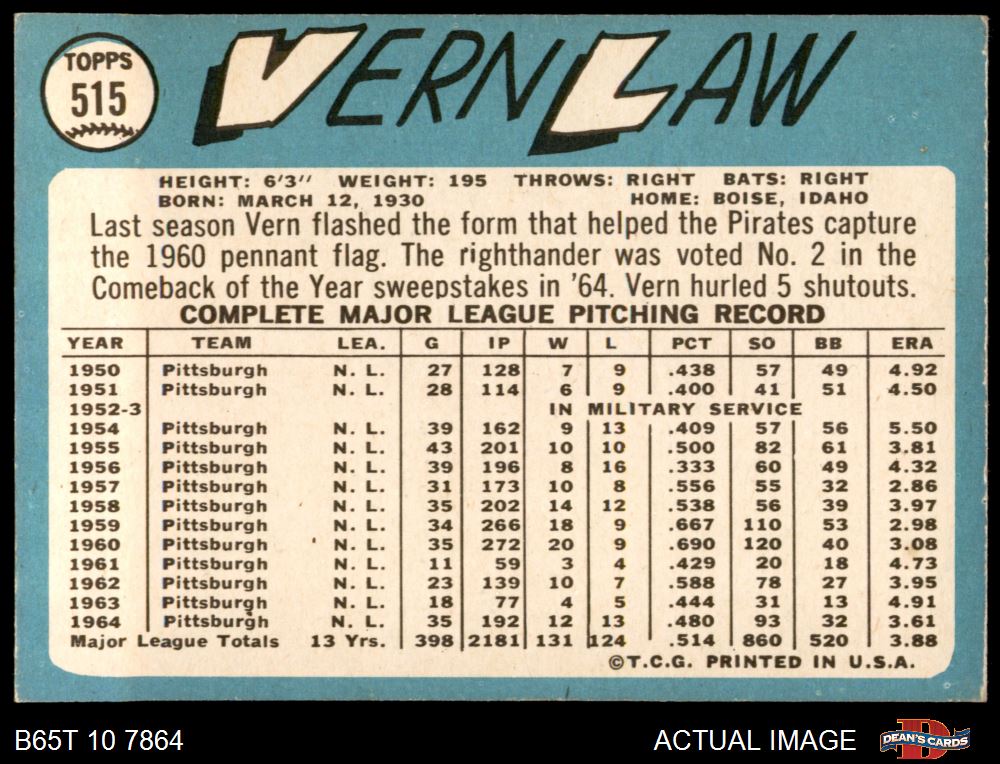 TOPPS
515
VERN LAW
HEIGHT: 6'3" WEIGHT: 195 THROWS: RIGHT BATS: RIGHT
BORN: MARCH 12, 1930 HOME: BOISE, IDAHO
Last season Vern flashed the form that helped the Pirates capture
the 1960 pennant flag. The righthander was voted No. 2 in the
Comeback of the Year sweepstakes in '64. Vern hurled 5 shutouts.
COMPLETE MAJOR LEAGUE PITCHING RECORD
YEAR TEAM LEA. G IP W L PCT SO BB ERA
1950 Pittsburgh N. L. 27 128 7 9 .438 57 49 4.92
1951 Pittsburgh N. L. 28 114 6 9 .400 41 51 4.50
1952-3 IN MILITARY SERVICE
1954 Pittsburgh N. L. 39 162 9 13 .409 57 56 5.50
1955 Pittsburgh N. L. 43 201 10 10 .500 82 61 3.81
1956 Pittsburgh N. L. 39 196 8 16 .333 60 49 4.32
1957 Pittsburgh N. L. 31 173 10 8 .556 55 32 2.86
1958 Pittsburgh N. L. 35 202 14 12 .538 56 39 3.97
1959 Pittsburgh N. L. 34 266 18 9 .667 110 53 2.98
1960 Pittsburgh N. L. 35 272 20 9 .690 120 40 3.08
1961 Pittsburgh N. L. 11 59 3 4 .429 20 18 4.73
1962 Pittsburgh N. L. 23 139 10 7 .588 78 27 3.95
1963 Pittsburgh N. L. 18 77 4 5 .444 31 13 4.91
1964 Pittsburgh N. L. 35 192 12 13 .480 93 32 3.61
Major League Totals 13 Yrs. 398 2181 131 124 .514 860 520 3.88
©T.C.G. PRINTED IN U.S.A.
B65T 10 7864 ACTUAL IMAGE D DEAN'S CARDS